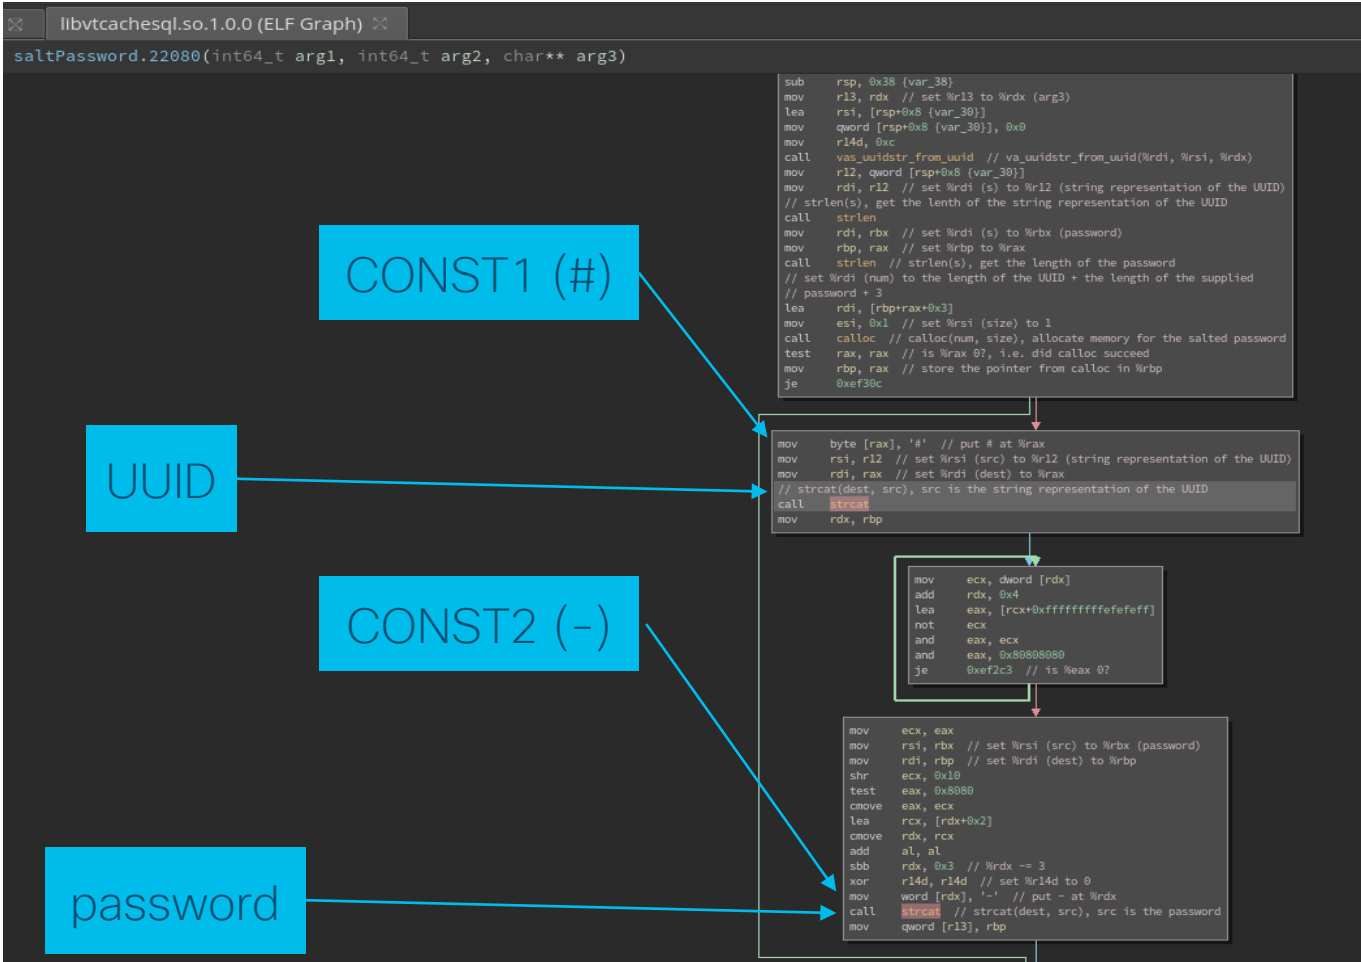 libvtcachesql.so.1.0.0 (ELF Graph)
saltPassword.22080(int64_t arg1, int64_t arg2, char** arg3)
sub rsp, 0x38 {var_38}
mov r13, rdx // set %r13 to %rdx (arg3)
lea rsi, [rsp+0x8 {var_30}]
mov qword [rsp+0x8 {var_30}], 0x0
mov r14d, 0xc
call vas_uuidstr_from_uuid // va_uuidstr_from_uuid(%rdi, %rsi, %rdx)
mov r12, qword [rsp+0x8 {var_30}]
mov rdi, r12 // set %rdi (s) to %r12 (string representation of the UUID)
// strlen(s), get the lenth of the string representation of the UUID
call strlen
mov rdi, rbx // set %rdi (s) to %rbx (password)
mov rbp, rax // set %rbp to %rax
call strlen // strlen(s), get the length of the password
// set %rdi (num) to the length of the UUID + the length of the supplied
// password + 3
lea rdi, [rbp+rax+0x3]
mov esi, 0x1 // set %rsi (size) to 1
call calloc // calloc(num, size), allocate memory for the salted password
test rax, rax // is %rax 0?, i.e. did calloc succeed
mov rbp, rax // store the pointer from calloc in %rbp
je 0xef30c
CONST1 (#)
mov byte [rax], '#' // put # at %rax
mov rsi, r12 // set %rsi (src) to %r12 (string representation of the UUID)
mov rdi, rax // set %rdi (dest) to %rax
// strcat(dest, src), src is the string representation of the UUID
call strcat
mov rdx, rbp
UUID
mov ecx, dword [rdx]
add rdx, 0x4
lea eax, [rcx+0xfffffffffefefeff]
not ecx
and eax, ecx
and eax, 0x80808080
je 0xef2c3 // is %eax 0?
CONST2 (-)
mov ecx, eax
mov rsi, rbx // set %rsi (src) to %rbx (password)
mov rdi, rbp // set %rdi (dest) to %rbp
shr ecx, 0x10
test eax, 0x8080
cmove eax, ecx
lea rcx, [rdx+0x2]
cmove rdx, rcx
add al, al
sbb rdx, 0x3 // %rdx -= 3
xor r14d, r14d // set %r14d to 0
mov word [rdx], '-' // put - at %rdx
call strcat // strcat(dest, src), src is the password
mov qword [r13], rbp
password